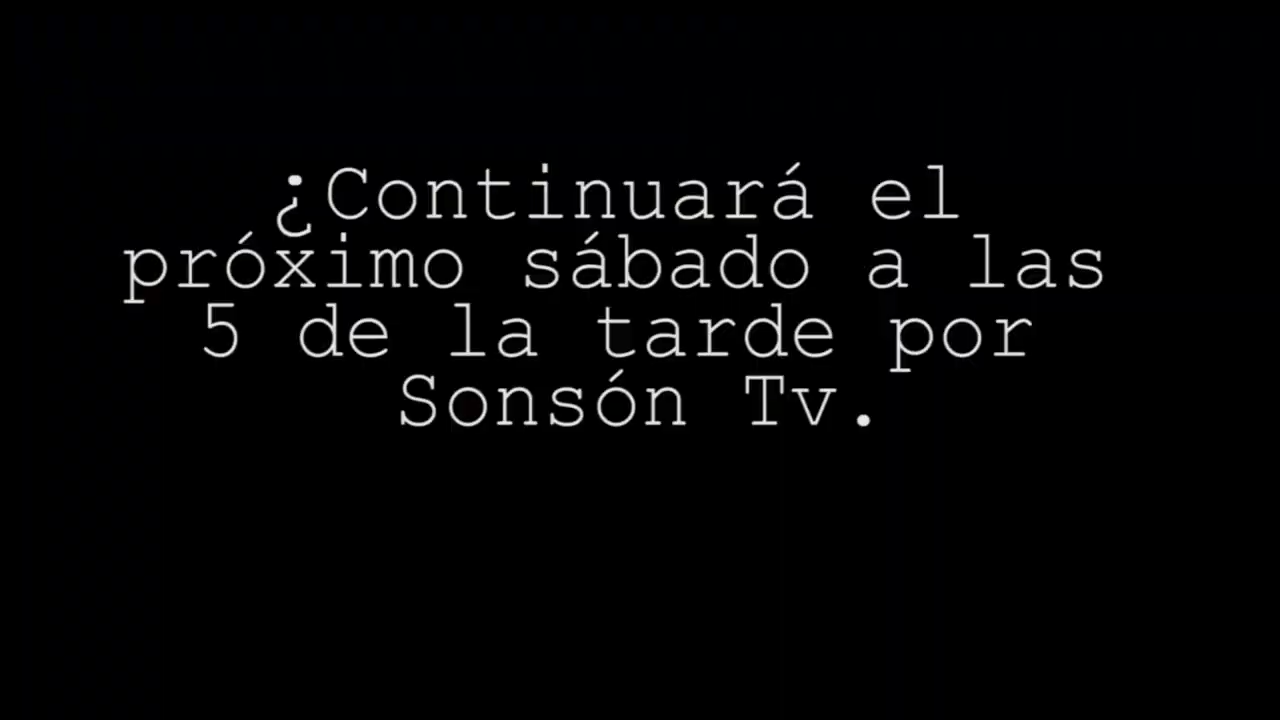 ¿Continuará el
próximo sábado a las
5 de la tarde por
Sonsón Tv.